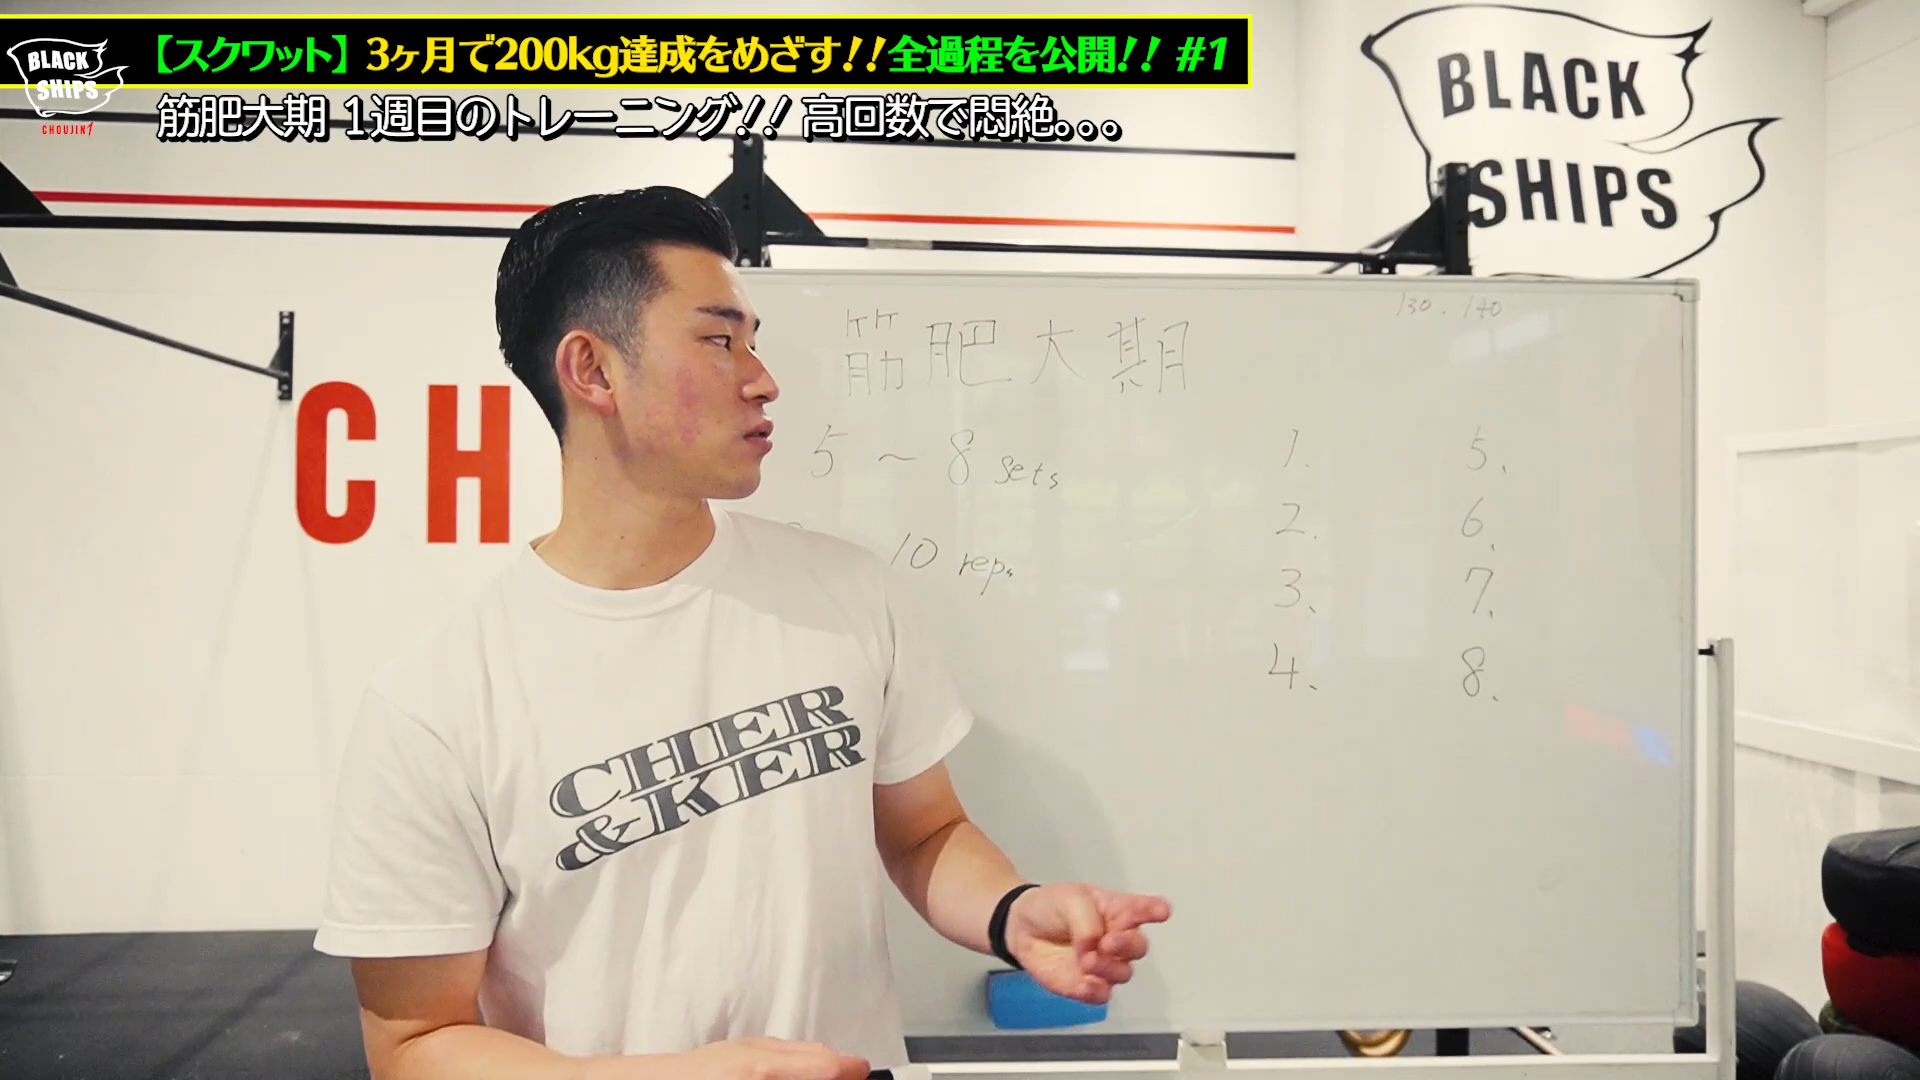 【スクワット】3ヶ月で200kg達成をめざす!!全過程を公開!! #1
筋肥大期 1週目のトレーニング!! 高回数で悶絶。。。
BLACK
SHIPS
CHOUJIN1
BLACK
SHIPS
130. 140
筋肥大期
5 ~ 8 sets
10 reps
1.
2.
3.
4.
5.
6.
7.
8.
CH
CHER
&KER